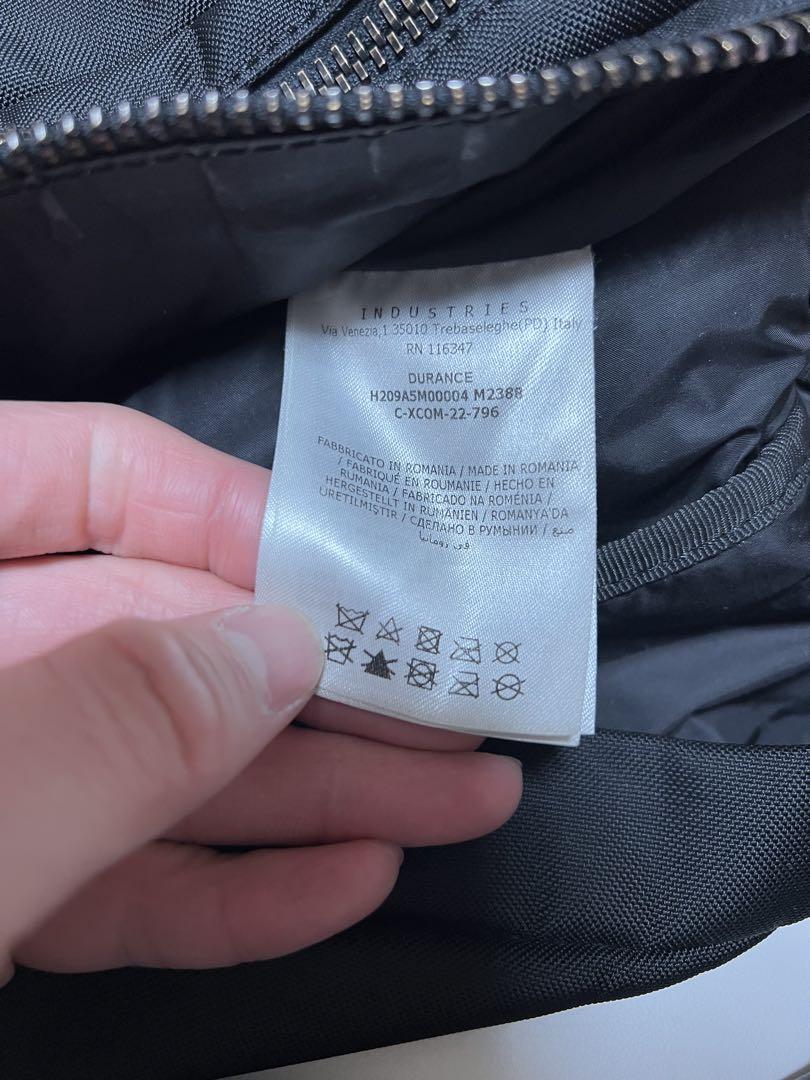 INDUSTRIES
Via Venezia,1 35010 Trebaseleghe(PD) Italy
RN 116347
DURANCE
H209A5M00004 M2388
C-XCOM-22-796
FABBRICATO IN ROMANIA / MADE IN ROMANIA
/ FABRIQUÉ EN ROUMANIE / HECHO EN
RUMANIA / FABRICADO NA ROMÉNIA /
HERGESTELLT IN RUMÄNIEN / ROMANYA'DA
ÜRETILMIŞTIR / СДЕЛАНО В РУМЫНИИ / صنع
في رومانيا